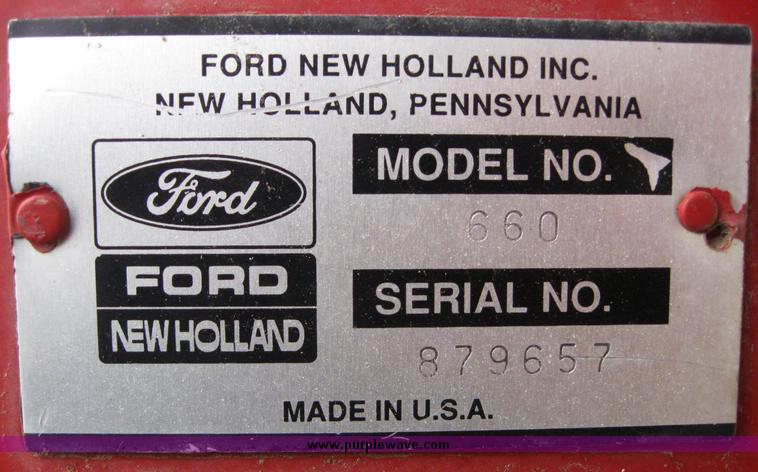 FORD NEW HOLLAND INC.
NEW HOLLAND, PENNSYLVANIA
Ford
FORD
NEW HOLLAND
MODEL NO.
660
SERIAL NO.
879657
MADE IN U.S.A.
www.purplewave.com